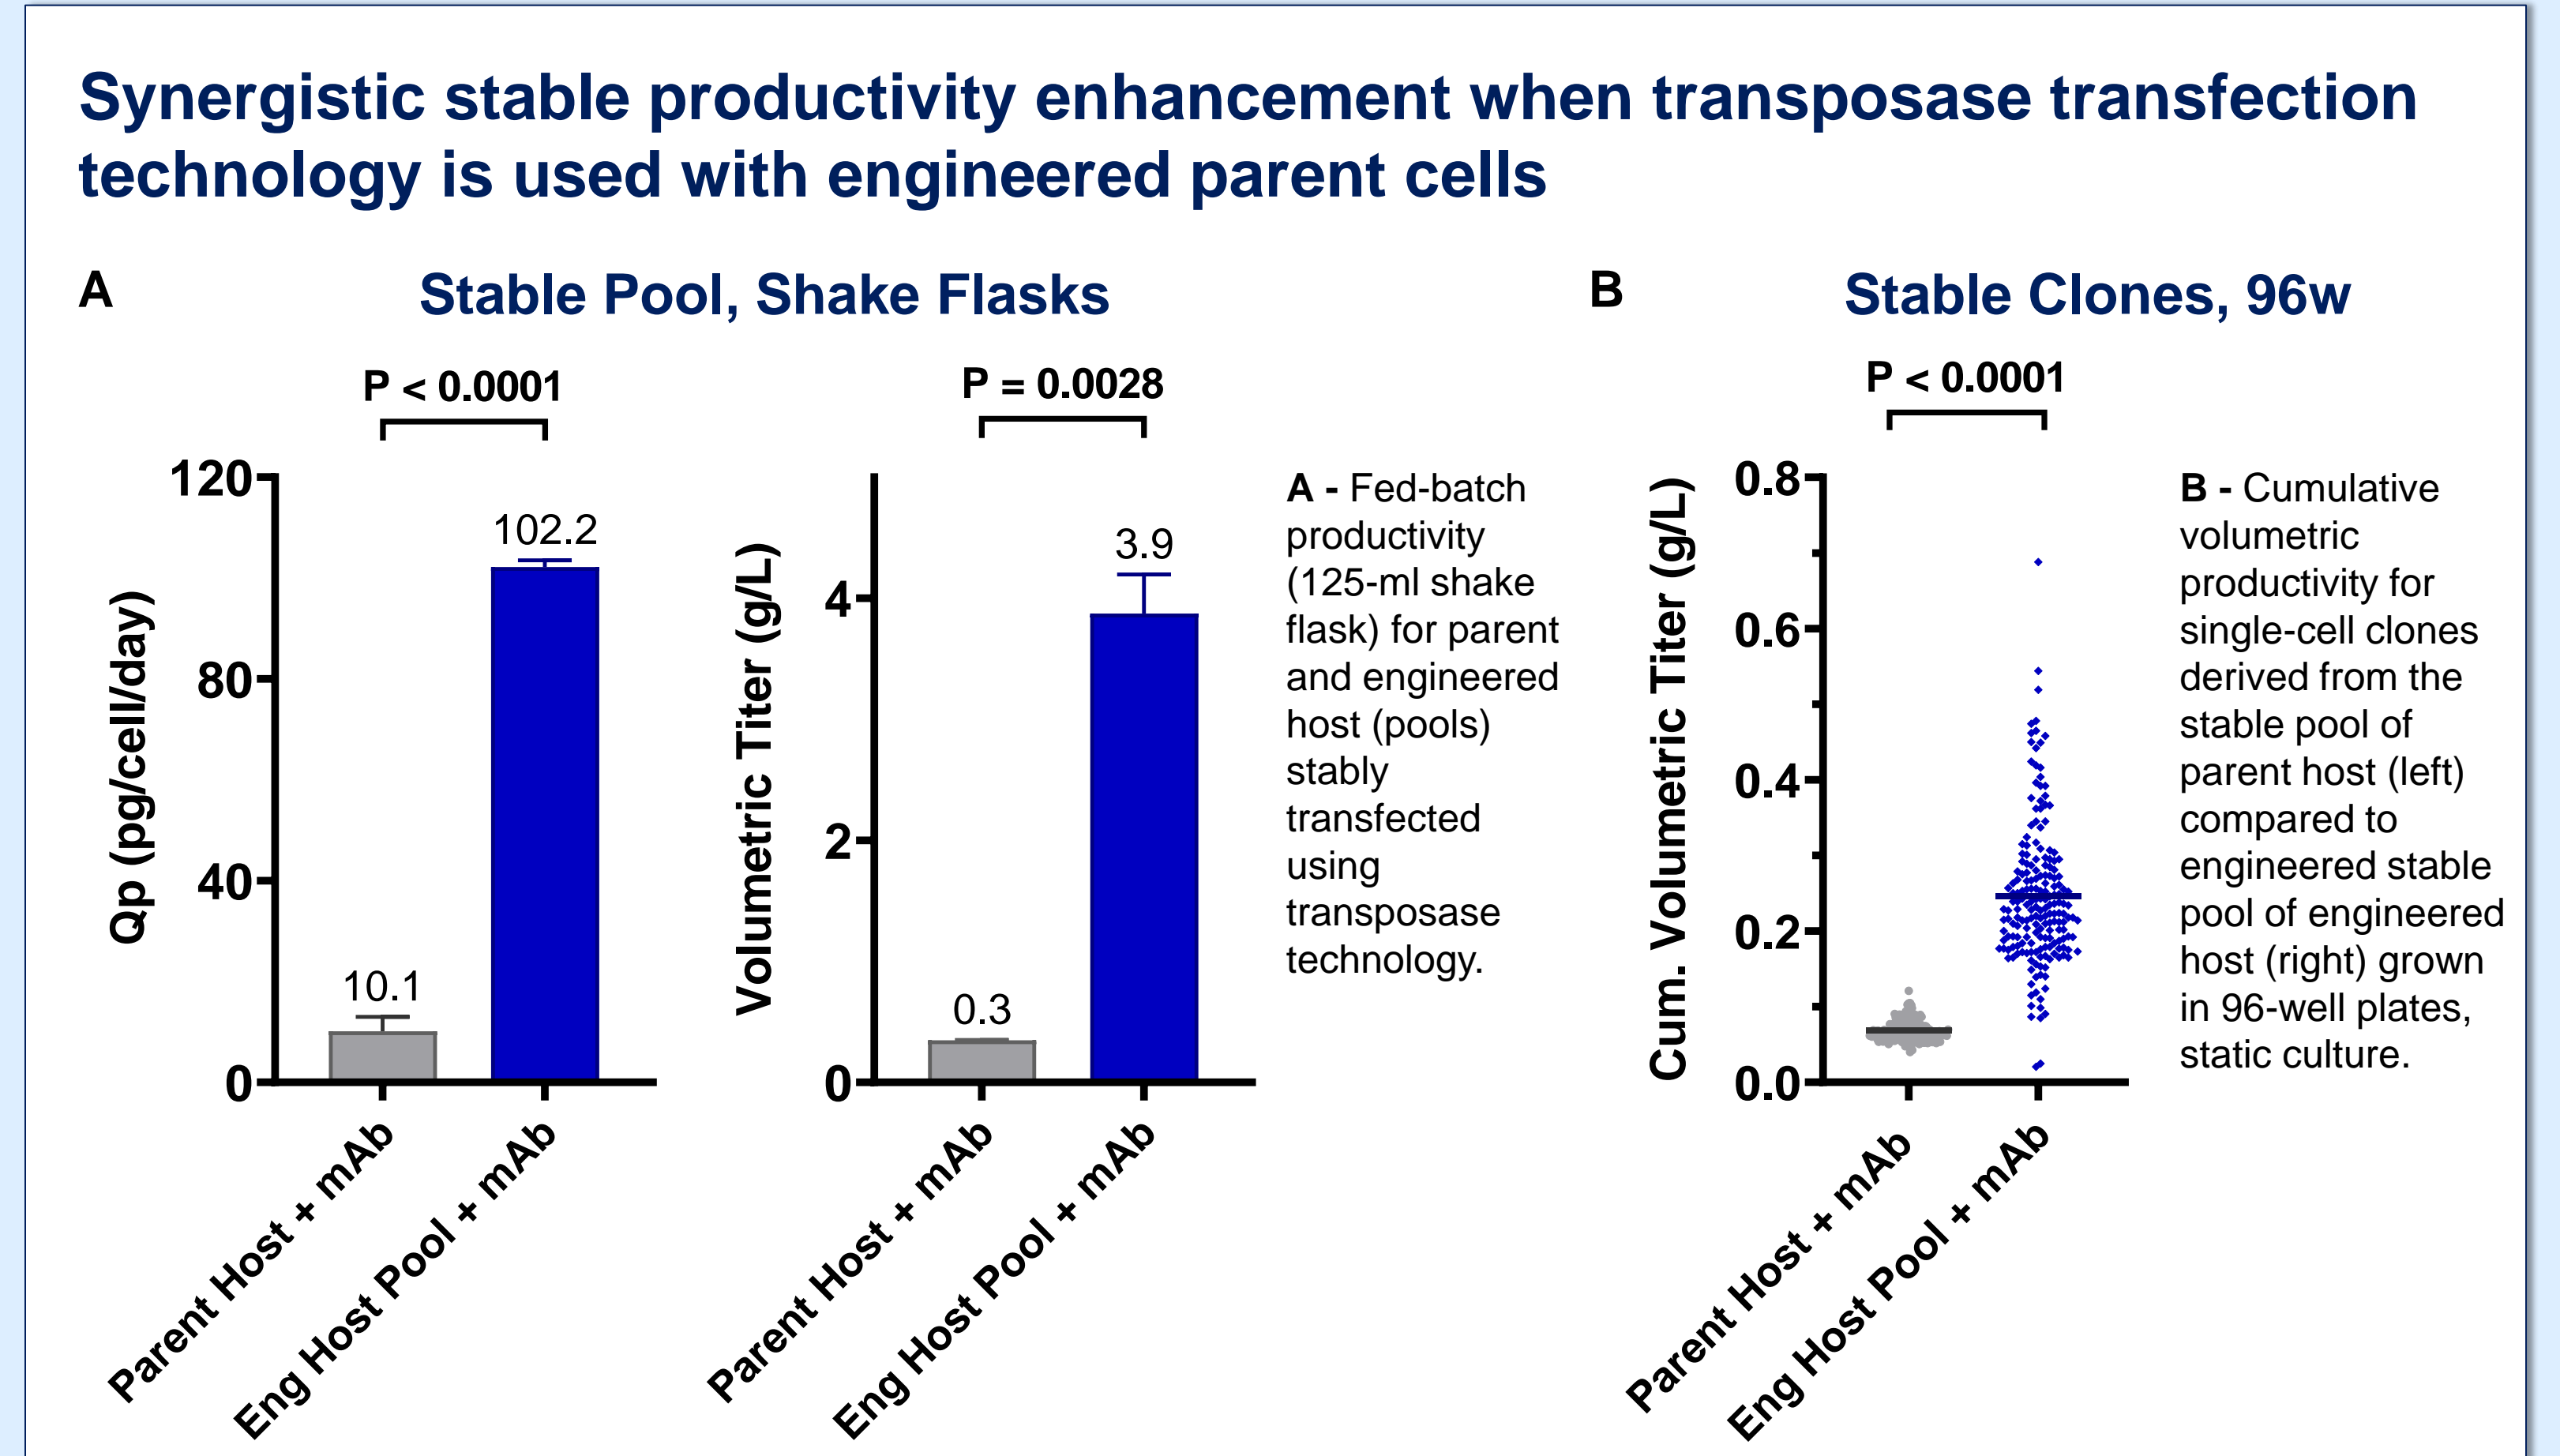 Synergistic stable productivity enhancement when transposase transfection
technology is used with engineered parent cells
A
Stable Pool, Shake Flasks
P < 0.0001
Qp (pg/cell/day)
120
80
40
0
102.2
10.1
Parent Host + mAb
Eng Host Pool + mAb
P = 0.0028
Volumetric Titer (g/L)
4
2
0
3.9
0.3
Parent Host + mAb
Eng Host Pool + mAb
A - Fed-batch
productivity
(125-ml shake
flask) for parent
and engineered
host (pools)
stably
transfected
using
transposase
technology.
B
Stable Clones, 96w
P < 0.0001
Cum. Volumetric Titer (g/L)
0.8
0.6
0.4
0.2
0.0
Parent Host + mAb
Eng Host Pool + mAb
B - Cumulative
volumetric
productivity for
single-cell clones
derived from the
stable pool of
parent host (left)
compared to
engineered stable
pool of engineered
host (right) grown
in 96-well plates,
static culture.